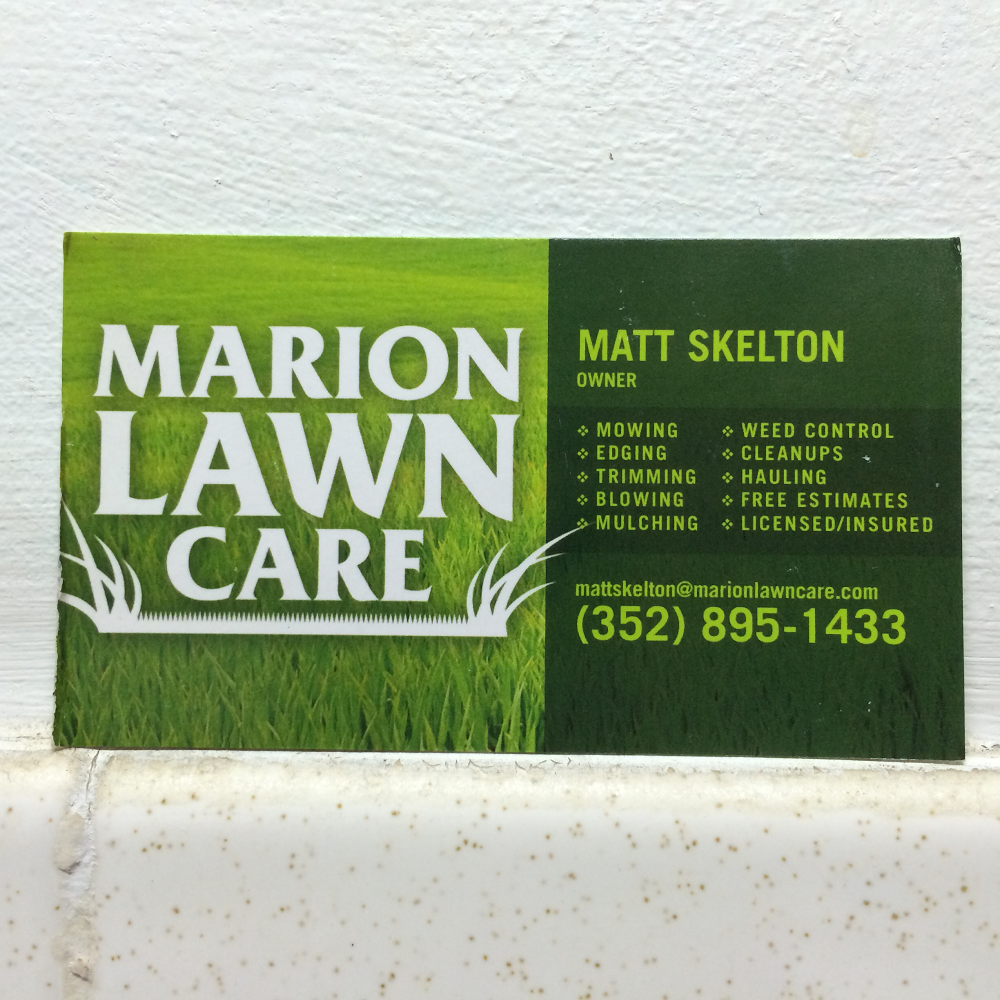 MARION
LAWN
CARE
MATT SKELTON
OWNER
❖ MOWING
❖ EDGING
❖ TRIMMING
❖ BLOWING
❖ MULCHING
❖ WEED CONTROL
❖ CLEANUPS
❖ HAULING
❖ FREE ESTIMATES
❖ LICENSED/INSURED
mattskelton@marionlawncare.com
(352) 895-1433